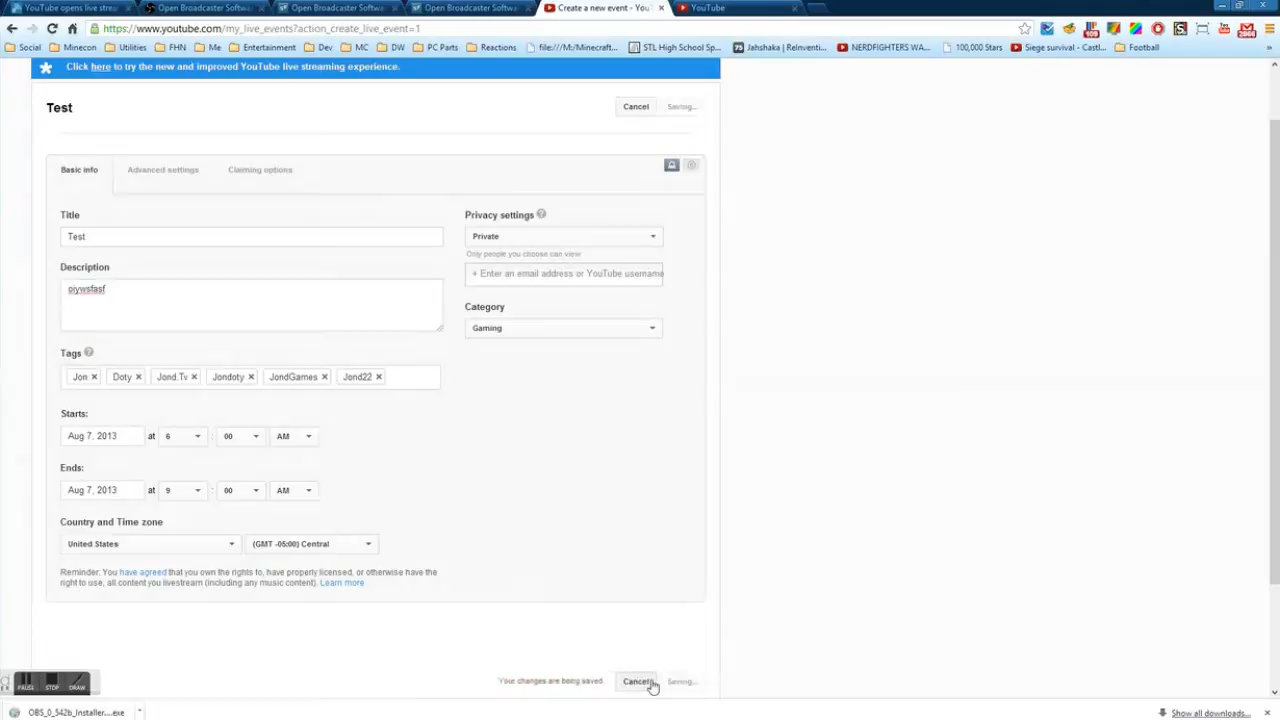 YouTube opens live strea
Open Broadcaster Softwa
Open Broadcaster Softwa
Open Broadcaster Softwa
Create a new event - You
YouTube
https://www.youtube.com/my_live_events?action_create_live_event=1
Social Minecon Utilities FHN Me Entertainment Dev MC DW PC Parts Reactions file:///M:/Minecraft... STL High School Sp... Jahshaka | Reinventi... NERDFIGHTERS WA... 100,000 Stars Siege survival - Castl... Football »
Click here to try the new and improved YouTube live streaming experience.
Test
Cancel Saving...
Basic info Advanced settings Claiming options
Title
Test
Privacy settings
Private
Only people you choose can view
+ Enter an email address or YouTube username
Description
oiywsfasf
Category
Gaming
Tags
Jon Doty Jond.Tv Jondoty JondGames Jond22
Starts:
Aug 7, 2013 at 6 : 00 AM
Ends:
Aug 7, 2013 at 9 : 00 AM
Country and Time zone
United States (GMT -05:00) Central
Reminder: You have agreed that you own the rights to, have properly licensed, or otherwise have the
right to use, all content you livestream (including any music content). Learn more
Your changes are being saved. Cancel Saving...
PAUSE STOP DRAW
OBS_0_542b_Installer....exe
Show all downloads...